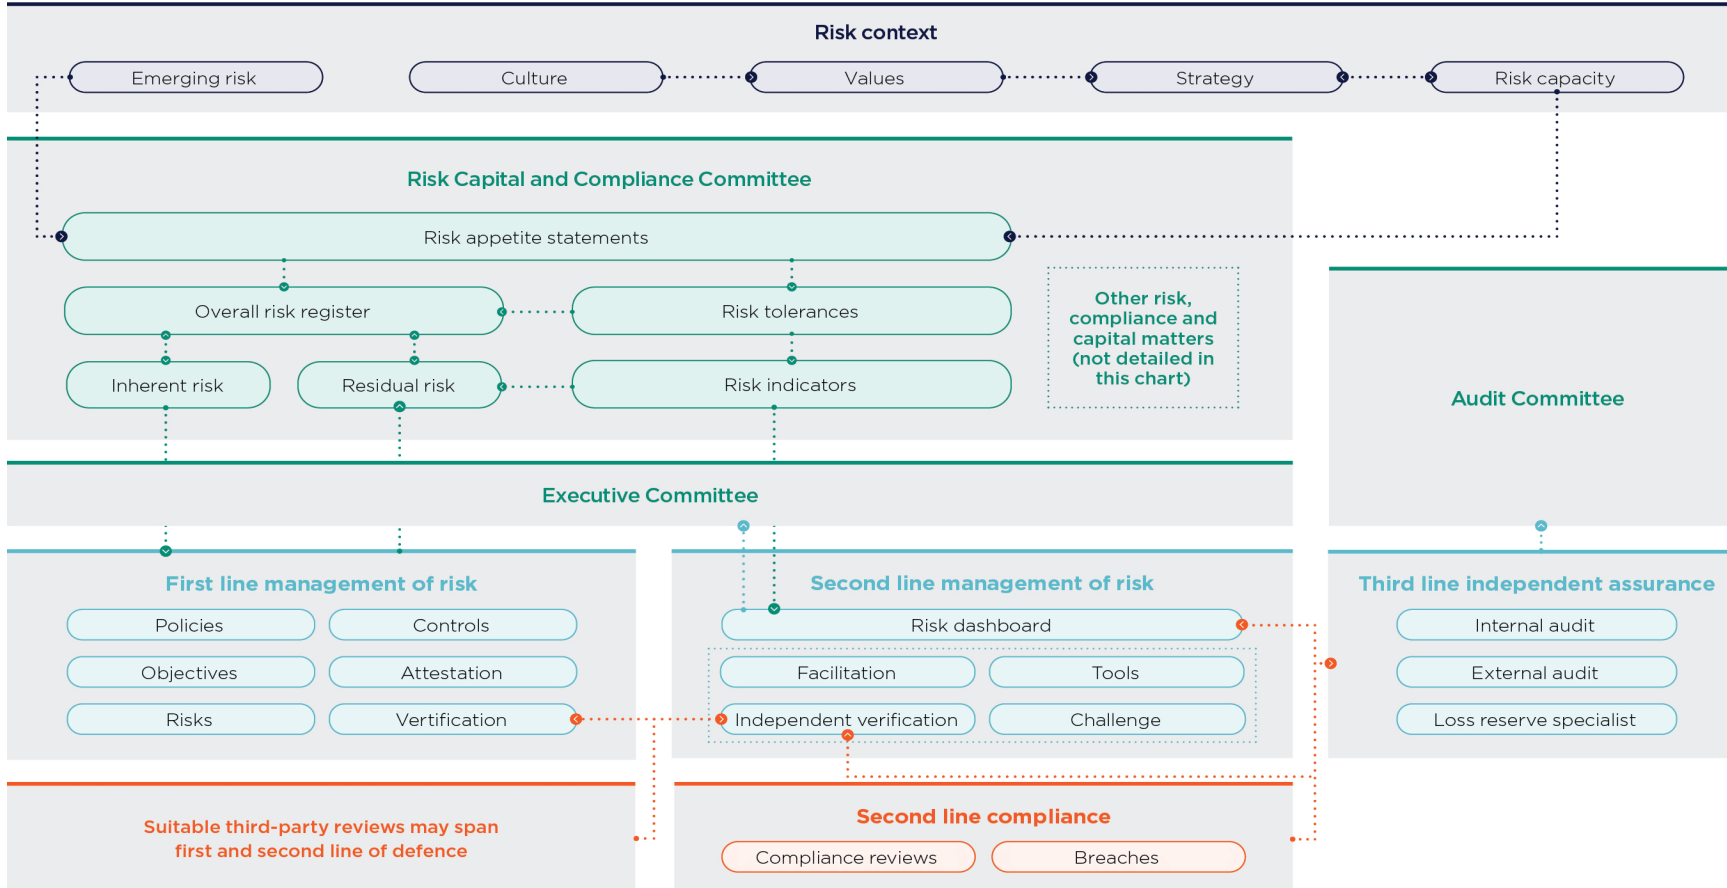 Risk context
Emerging risk
Culture
Values
Strategy
Risk capacity
Risk Capital and Compliance Committee
Risk appetite statements
Overall risk register
Risk tolerances
Inherent risk
Residual risk
Risk indicators
Other risk,
compliance and
capital matters
(not detailed in
this chart)
Audit Committee
Executive Committee
First line management of risk
Policies
Controls
Objectives
Attestation
Risks
Vertification
Second line management of risk
Risk dashboard
Facilitation
Tools
Independent verification
Challenge
Third line independent assurance
Internal audit
External audit
Loss reserve specialist
Suitable third-party reviews may span
first and second line of defence
Second line compliance
Compliance reviews
Breaches